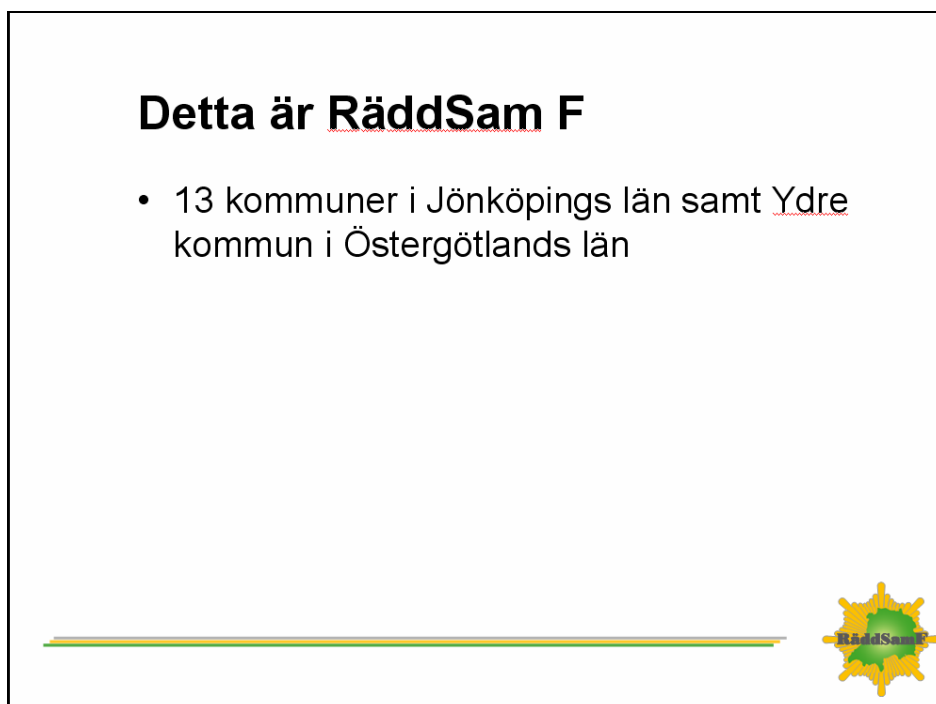 Detta är RäddSam F
• 13 kommuner i Jönköpings län samt Ydre
kommun i Östergötlands län
RäddSamF